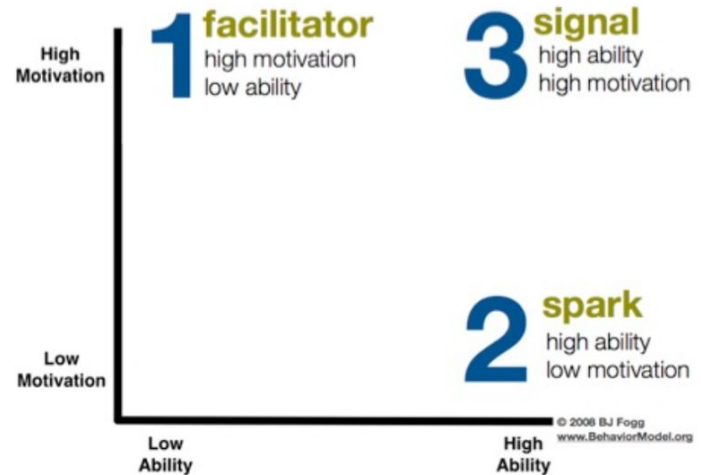 High
Motivation
1 facilitator
high motivation
low ability
3 signal
high ability
high motivation
2 spark
high ability
low motivation
Low
Motivation
Low
Ability
High
Ability
© 2008 BJ Fogg
www.BehaviorModel.org